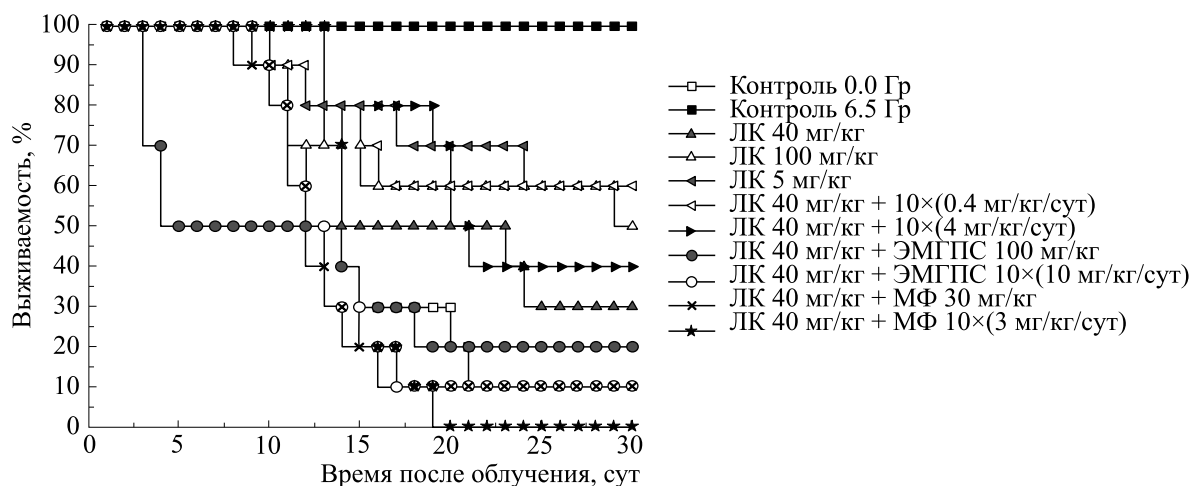 100
90
80
70
60
50
40
30
20
10
0
Выживаемость, %
0 5 10 15 20 25 30
Время после облучения, сут
Контроль 0.0 Гр
Контроль 6.5 Гр
ЛК 40 мг/кг
ЛК 100 мг/кг
ЛК 5 мг/кг
ЛК 40 мг/кг + 10×(0.4 мг/кг/сут)
ЛК 40 мг/кг + 10×(4 мг/кг/сут)
ЛК 40 мг/кг + ЭМГПС 100 мг/кг
ЛК 40 мг/кг + ЭМГПС 10×(10 мг/кг/сут)
ЛК 40 мг/кг + МФ 30 мг/кг
ЛК 40 мг/кг + МФ 10×(3 мг/кг/сут)